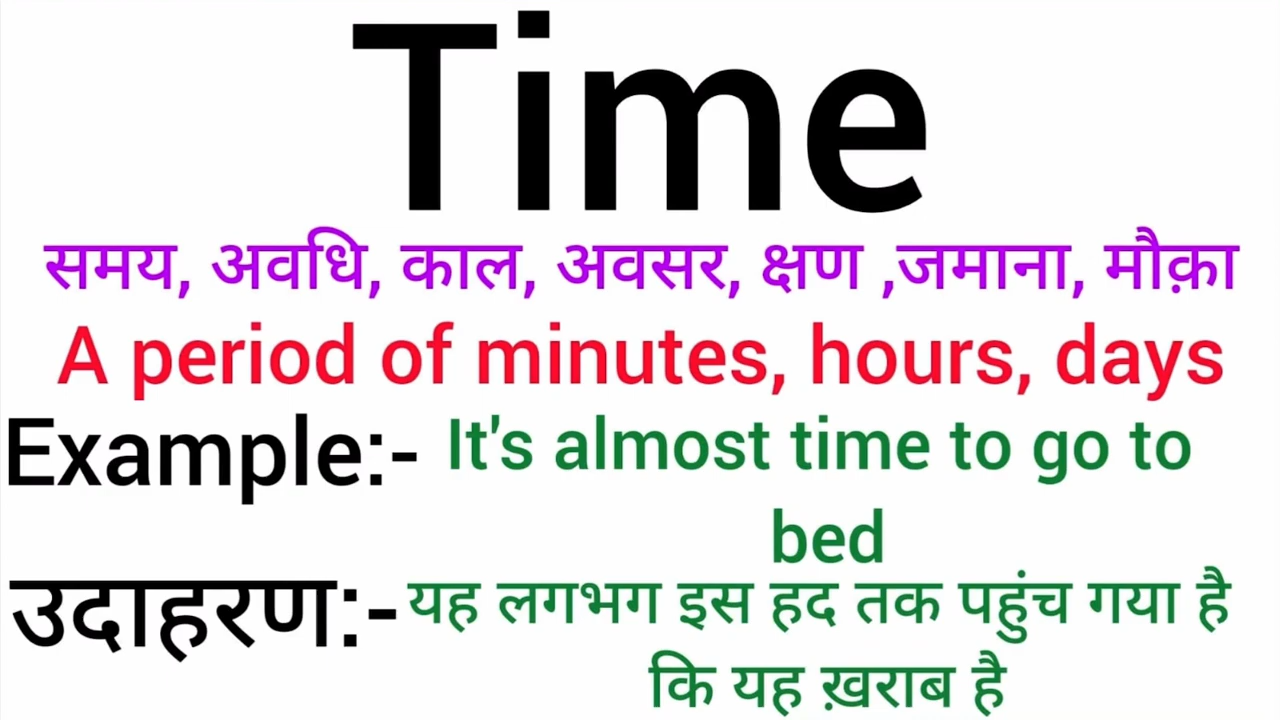 Time
समय, अवधि, काल, अवसर, क्षण ,जमाना, मौक़ा
A period of minutes, hours, days
Example:- It's almost time to go to
bed
उदाहरण:- यह लगभग इस हद तक पहुंच गया है
कि यह ख़राब है